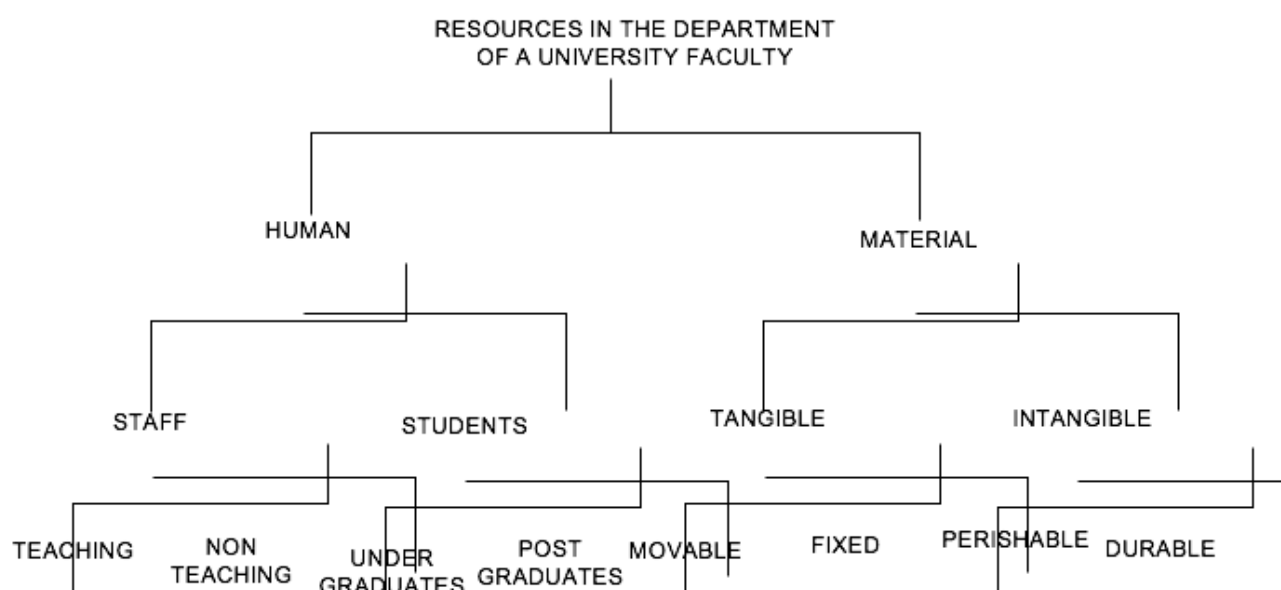 RESOURCES IN THE DEPARTMENT
OF A UNIVERSITY FACULTY
HUMAN
MATERIAL
STAFF
STUDENTS
TANGIBLE
INTANGIBLE
TEACHING
NON
TEACHING
UNDER
GRADUATES
POST
GRADUATES
MOVABLE
FIXED
PERISHABLE
DURABLE